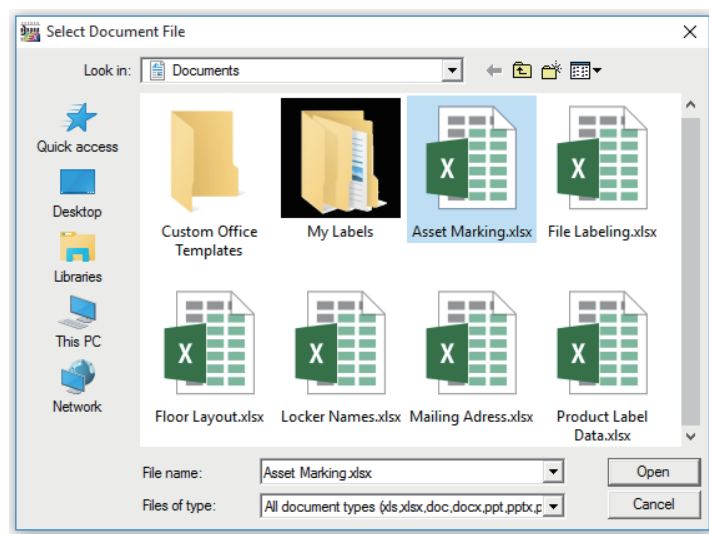 Select Document File
Look in: Documents
Quick access
Desktop
Libraries
This PC
Network
Custom Office
Templates
My Labels
Asset Marking.xlsx
File Labeling.xlsx
Floor Layout.xlsx
Locker Names.xlsx
Mailing Adress.xlsx
Product Label
Data.xlsx
File name: Asset Marking.xlsx
Open
Files of type: All document types (xls,xlsx,doc,docx,ppt,pptx,p
Cancel